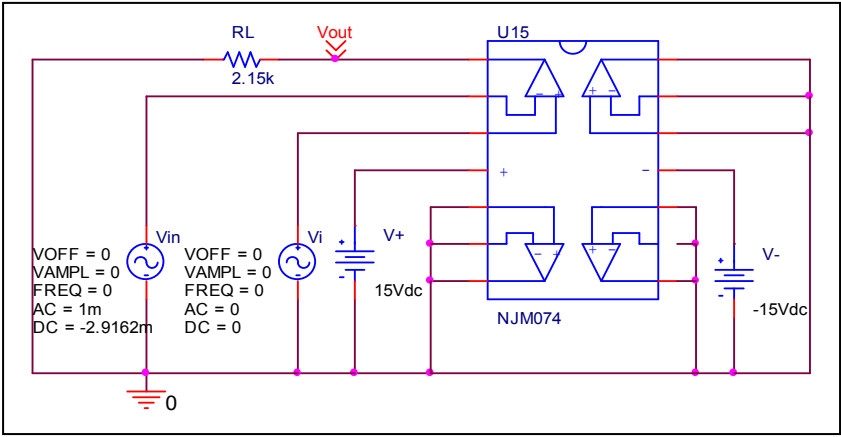 RL
Vout
U15
2.15k
+
-
Vin
Vi
V+
V-
VOFF = 0
VAMPL = 0
FREQ = 0
AC = 1m
DC = -2.9162m
VOFF = 0
VAMPL = 0
FREQ = 0
AC = 0
DC = 0
15Vdc
-15Vdc
NJM074
0